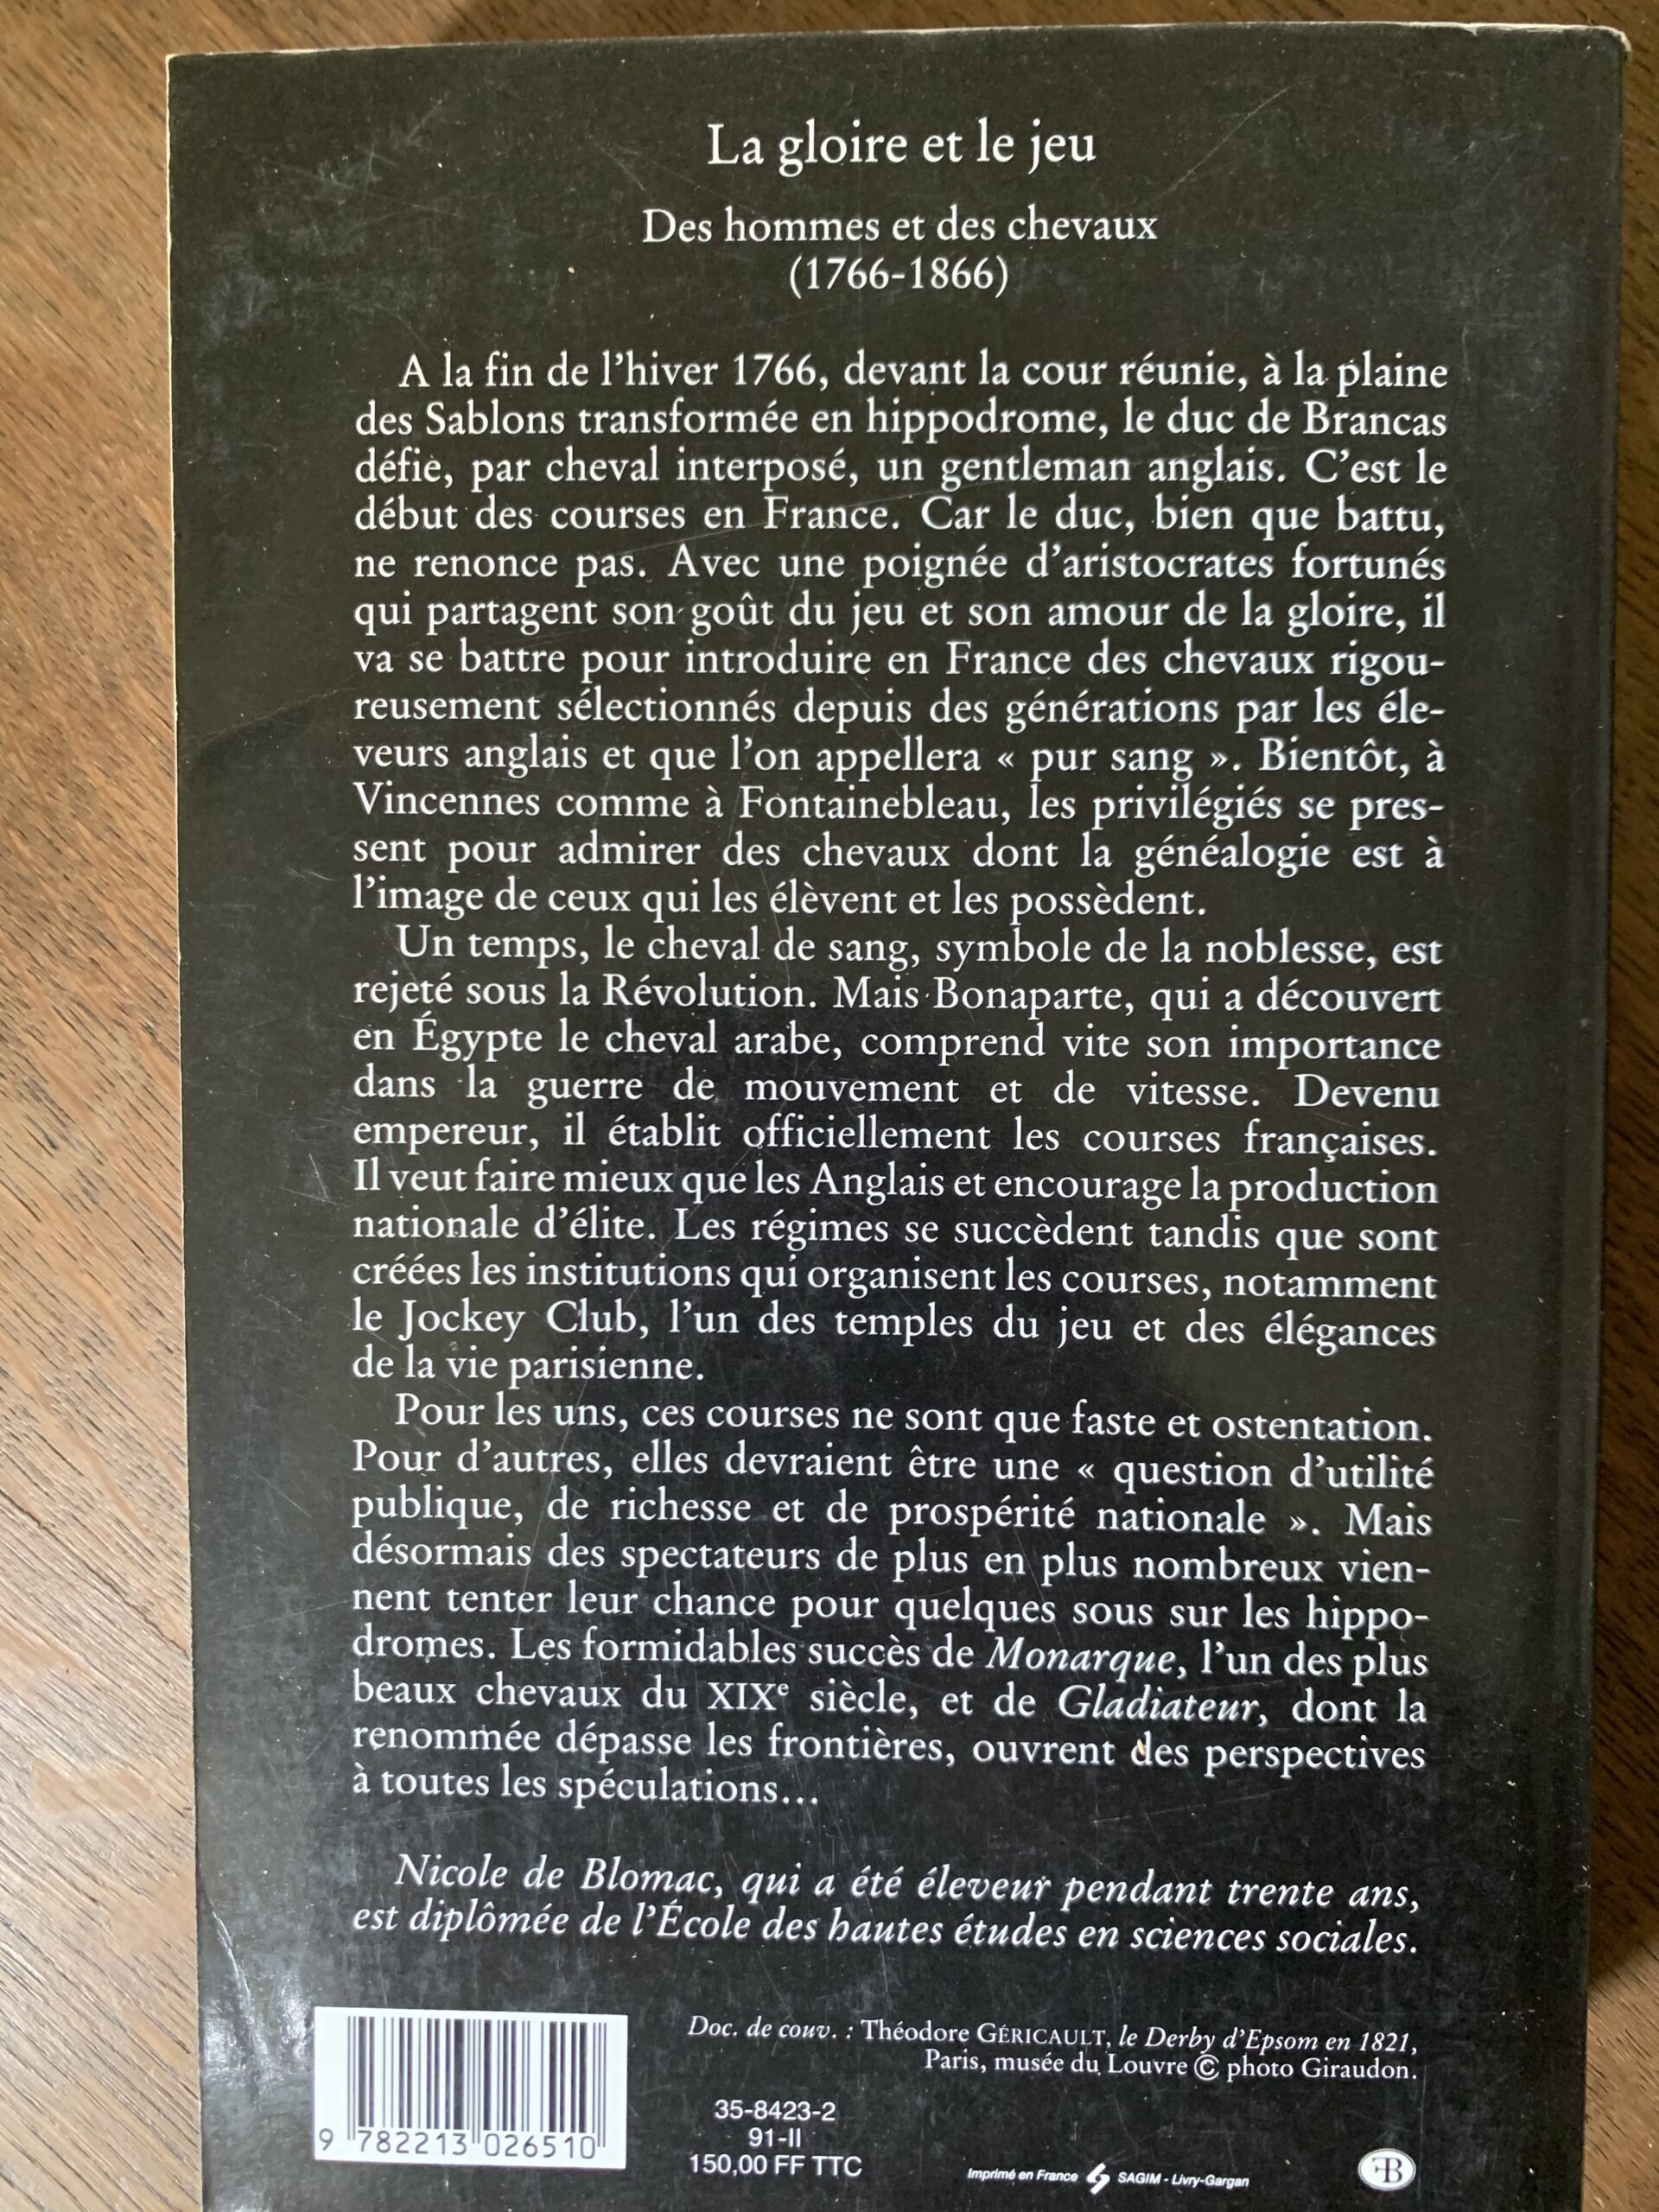 La gloire et le jeu
Des hommes et des chevaux
(1766-1866)
A la fin de l'hiver 1766, devant la cour réunie, à la plaine
des Sablons transformée en hippodrome, le duc de Brancas
défie, par cheval interposé, un gentleman anglais. C'est le
début des courses en France. Car le duc, bien que battu,
ne renonce pas. Avec une poignée d'aristocrates fortunés
qui partagent son goût du jeu et son amour de la gloire, il
va se battre pour introduire en France des chevaux rigou-
reusement sélectionnés depuis des générations par les éle-
veurs anglais et que l'on appellera « pur sang ». Bientôt, à
Vincennes comme à Fontainebleau, les privilégiés se pres-
sent pour admirer des chevaux dont la généalogie est à
l'image de ceux qui les élèvent et les possèdent.
Un temps, le cheval de sang, symbole de la noblesse, est
rejeté sous la Révolution. Mais Bonaparte, qui a découvert
en Égypte le cheval arabe, comprend vite son importance
dans la guerre de mouvement et de vitesse. Devenu
empereur, il établit officiellement les courses françaises.
Il veut faire mieux que les Anglais et encourage la production
nationale d'élite. Les régimes se succèdent tandis que sont
créées les institutions qui organisent les courses, notamment
le Jockey Club, l'un des temples du jeu et des élégances
de la vie parisienne.
Pour les uns, ces courses ne sont que faste et ostentation.
Pour d'autres, elles devraient être une « question d'utilité
publique, de richesse et de prospérité nationale ». Mais
désormais des spectateurs de plus en plus nombreux vien-
nent tenter leur chance pour quelques sous sur les hippo-
dromes. Les formidables succès de Monarque, l'un des plus
beaux chevaux du XIXe siècle, et de Gladiateur, dont la
renommée dépasse les frontières, ouvrent des perspectives
à toutes les spéculations...
Nicole de Blomac, qui a été éleveur pendant trente ans,
est diplômée de l'École des hautes études en sciences sociales.
Doc. de couv. : Théodore GÉRICAULT, le Derby d'Epsom en 1821,
Paris, musée du Louvre © photo Giraudon.
35-8423-2
91-II
150,00 FF TTC
9 782213 026510
Imprimé en France SAGIM - Livry-Gargan
FB